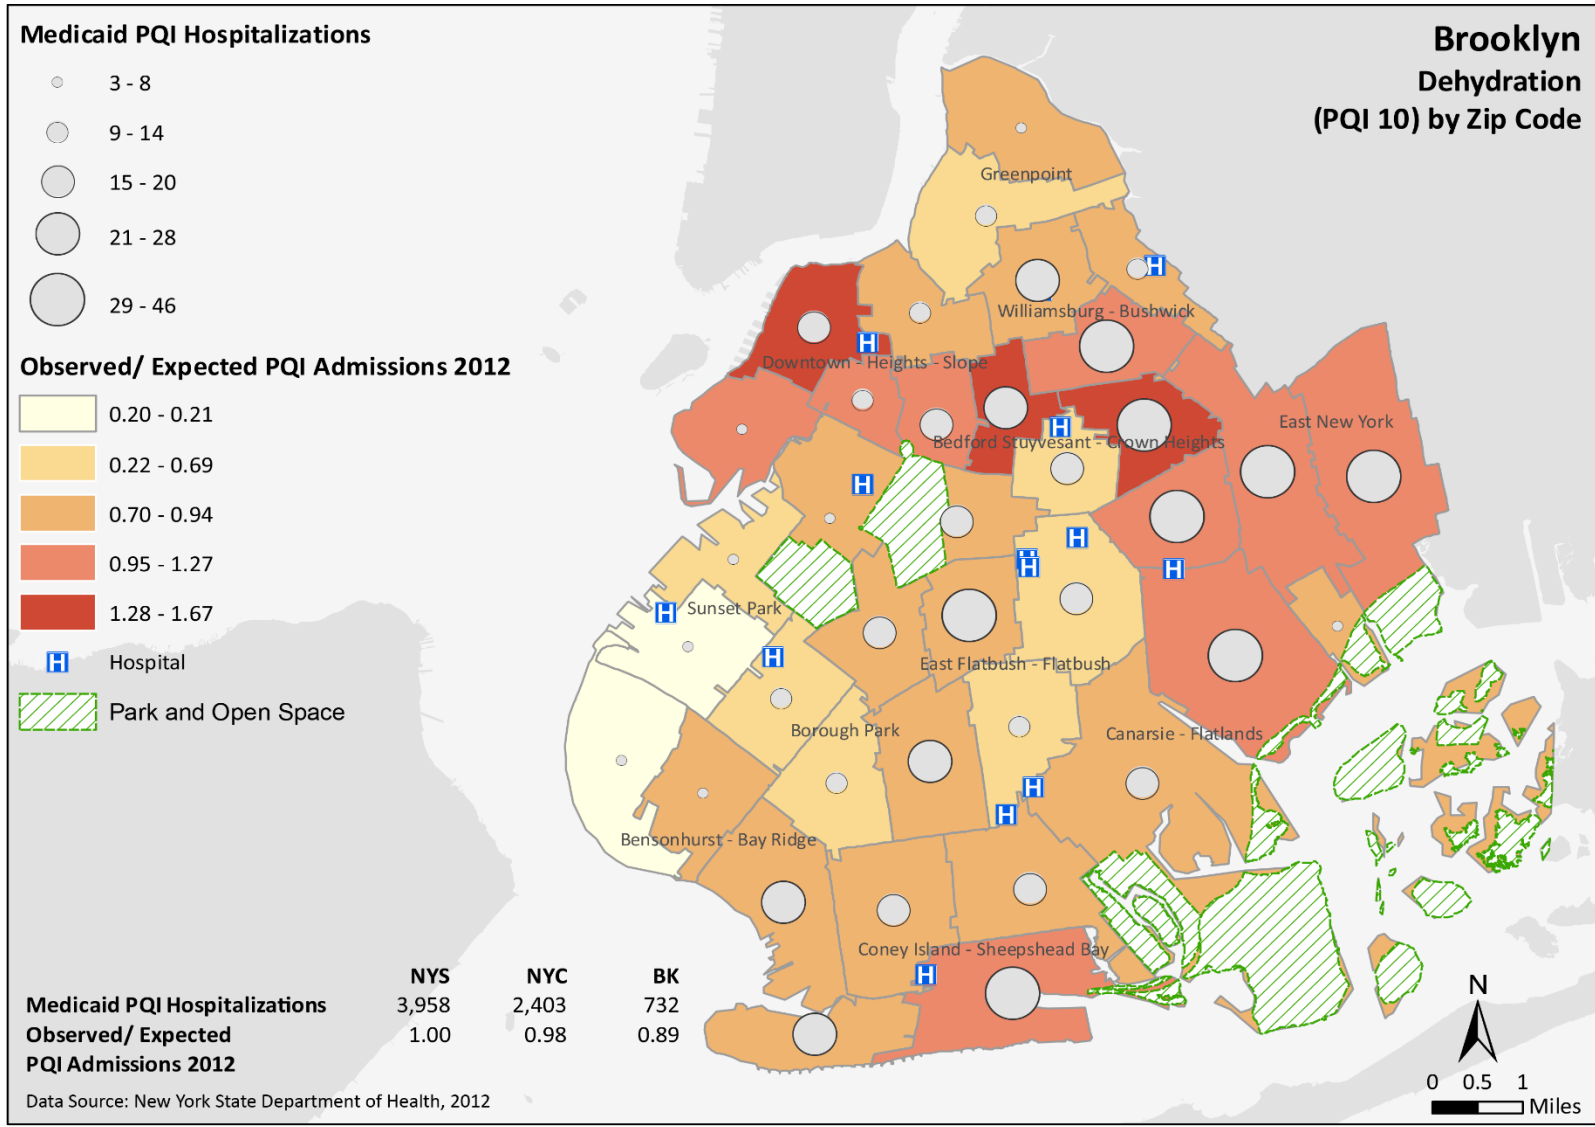 Medicaid PQI Hospitalizations
3 - 8
9 - 14
15 - 20
21 - 28
29 - 46
Observed/ Expected PQI Admissions 2012
0.20 - 0.21
0.22 - 0.69
0.70 - 0.94
0.95 - 1.27
1.28 - 1.67
H Hospital
Park and Open Space
Brooklyn
Dehydration
(PQI 10) by Zip Code
Greenpoint
H
Williamsburg - Bushwick
H
Downtown - Heights - Slope
East New York
H
Bedford Stuyvesant - Crown Heights
H
H
H
H
H
Sunset Park
H
H
East Flatbush - Flatbush
Borough Park
Canarsie - Flatlands
H
H
Bensonhurst - Bay Ridge
Coney Island - Sheepshead Bay
H
NYS NYC BK
Medicaid PQI Hospitalizations 3,958 2,403 732
Observed/ Expected 1.00 0.98 0.89
PQI Admissions 2012
Data Source: New York State Department of Health, 2012
N
0 0.5 1
Miles